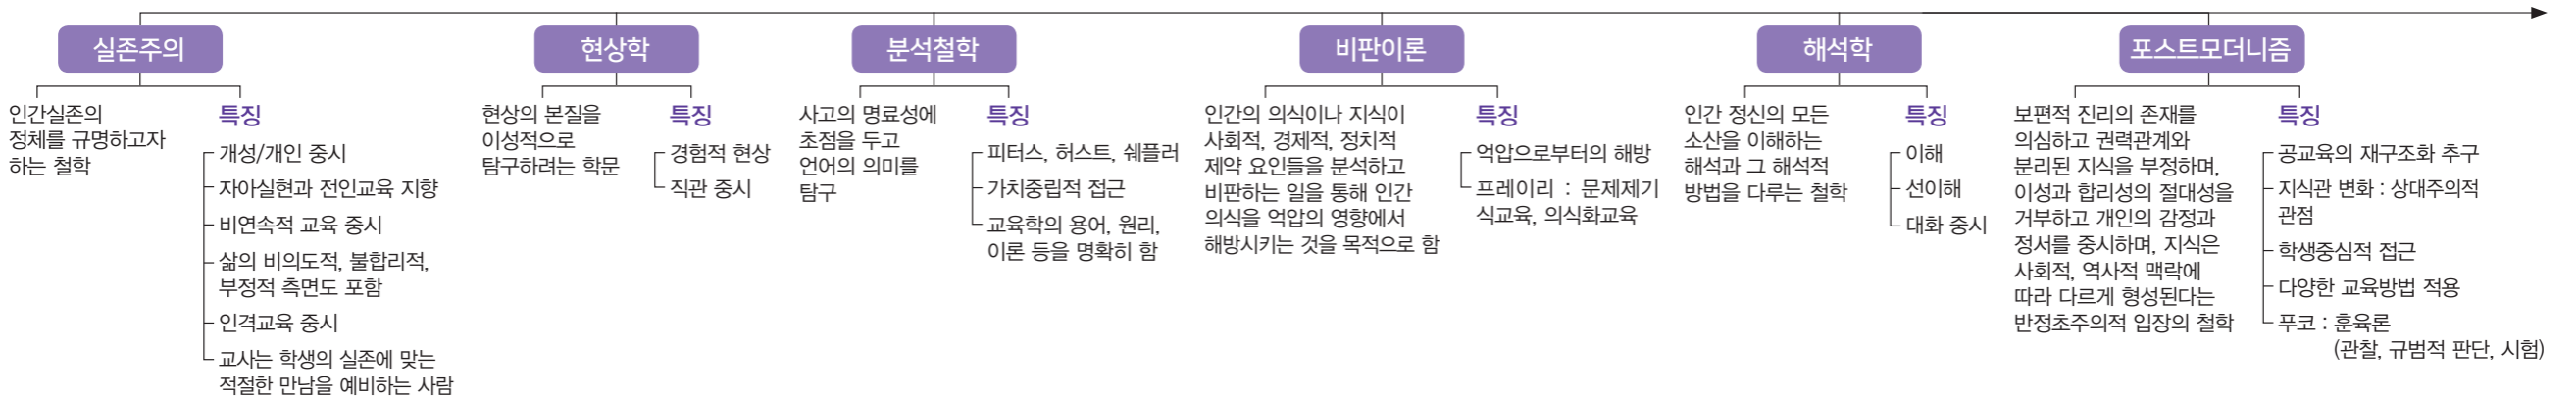 실존주의
인간실존의
정체를 규명하고자
하는 철학
특징
개성/개인 중시
자아실현과 전인교육 지향
비연속적 교육 중시
삶의 비의도적, 불합리적,
부정적 측면도 포함
인격교육 중시
교사는 학생의 실존에 맞는
적절한 만남을 예비하는 사람
현상학
현상의 본질을
이성적으로
탐구하려는 학문
특징
경험적 현상
직관 중시
분석철학
사고의 명료성에
초점을 두고
언어의 의미를
탐구
특징
피터스, 허스트, 쉐플러
가치중립적 접근
교육학의 용어, 원리,
이론 등을 명확히 함
비판이론
인간의 의식이나 지식이
사회적, 경제적, 정치적
제약 요인들을 분석하고
비판하는 일을 통해 인간
의식을 억압의 영향에서
해방시키는 것을 목적으로 함
특징
억압으로부터의 해방
프레이리 : 문제제기
식교육, 의식화교육
해석학
인간 정신의 모든
소산을 이해하는
해석과 그 해석적
방법을 다루는 철학
특징
이해
선이해
대화 중시
포스트모더니즘
보편적 진리의 존재를
의심하고 권력관계와
분리된 지식을 부정하며,
이성과 합리성의 절대성을
거부하고 개인의 감정과
정서를 중시하며, 지식은
사회적, 역사적 맥락에
따라 다르게 형성된다는
반정초주의적 입장의 철학
특징
공교육의 재구조화 추구
지식관 변화 : 상대주의적
관점
학생중심적 접근
다양한 교육방법 적용
푸코 : 훈육론
(관찰, 규범적 판단, 시험)